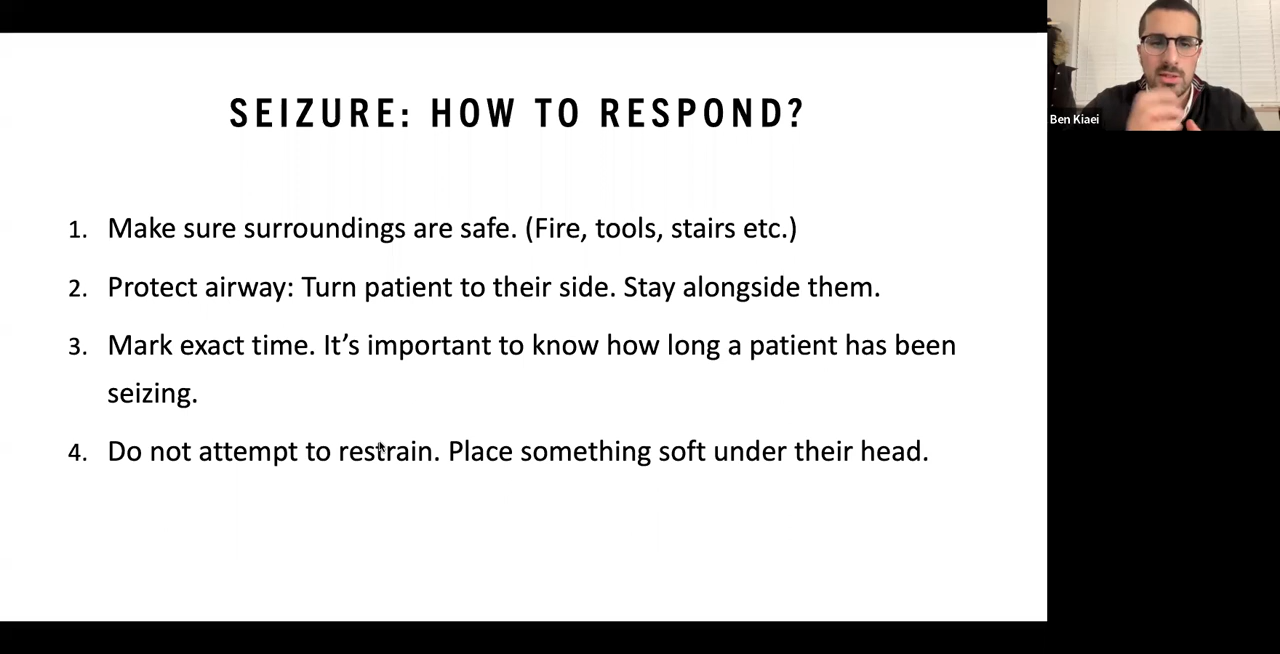 SEIZURE: HOW TO RESPOND?
1. Make sure surroundings are safe. (Fire, tools, stairs etc.)
2. Protect airway: Turn patient to their side. Stay alongside them.
3. Mark exact time. It’s important to know how long a patient has been
seizing.
4. Do not attempt to restrain. Place something soft under their head.
Ben Kiaei